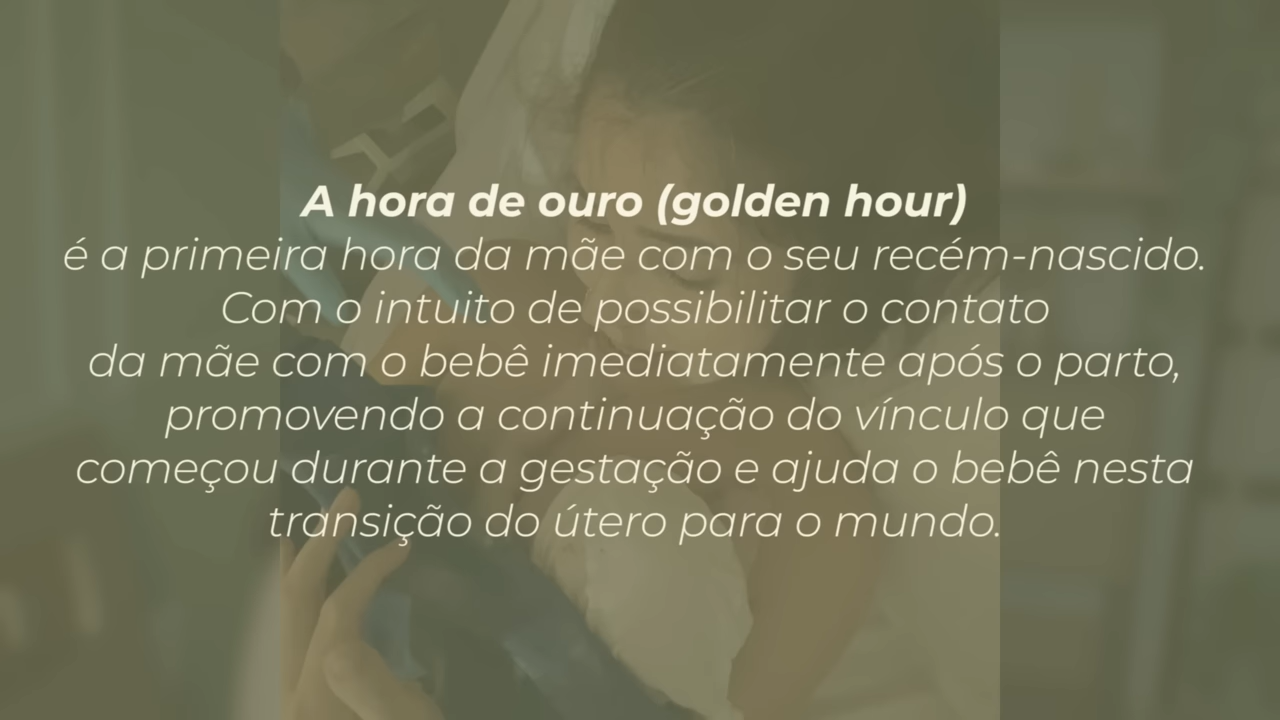 A hora de ouro (golden hour)
é a primeira hora da mãe com o seu recém-nascido.
Com o intuito de possibilitar o contato
da mãe com o bebê imediatamente após o parto,
promovendo a continuação do vínculo que
começou durante a gestação e ajuda o bebê nesta
transição do útero para o mundo.